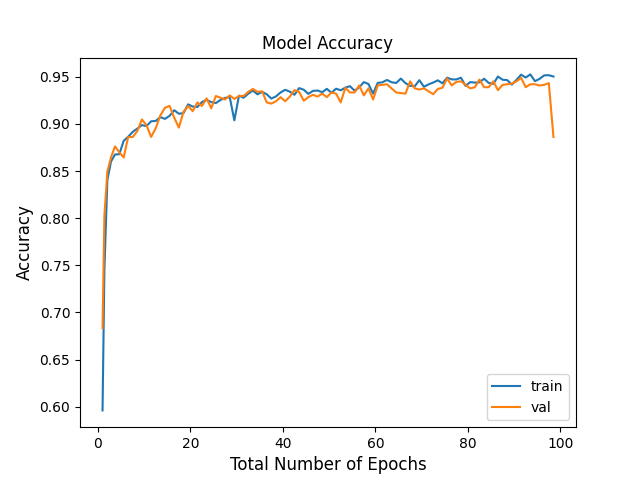 Model Accuracy
Accuracy
0.95
0.90
0.85
0.80
0.75
0.70
0.65
0.60
0 20 40 60 80 100
Total Number of Epochs
train
val